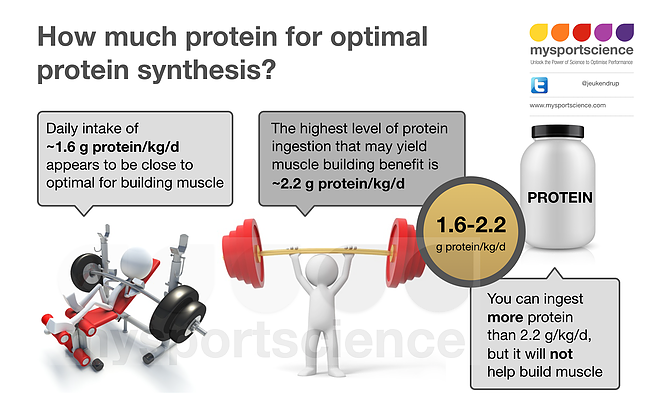 How much protein for optimal
protein synthesis?
mysportscience
Unlock the Power of Science to Optimise Performance
@jeukendrup
www.mysportscience.com
Daily intake of
~1.6 g protein/kg/d
appears to be close to
optimal for building muscle
The highest level of protein
ingestion that may yield
muscle building benefit is
~2.2 g protein/kg/d
1.6-2.2
g protein/kg/d
PROTEIN
You can ingest
more protein
than 2.2 g/kg/d,
but it will not
help build muscle
mysportscience